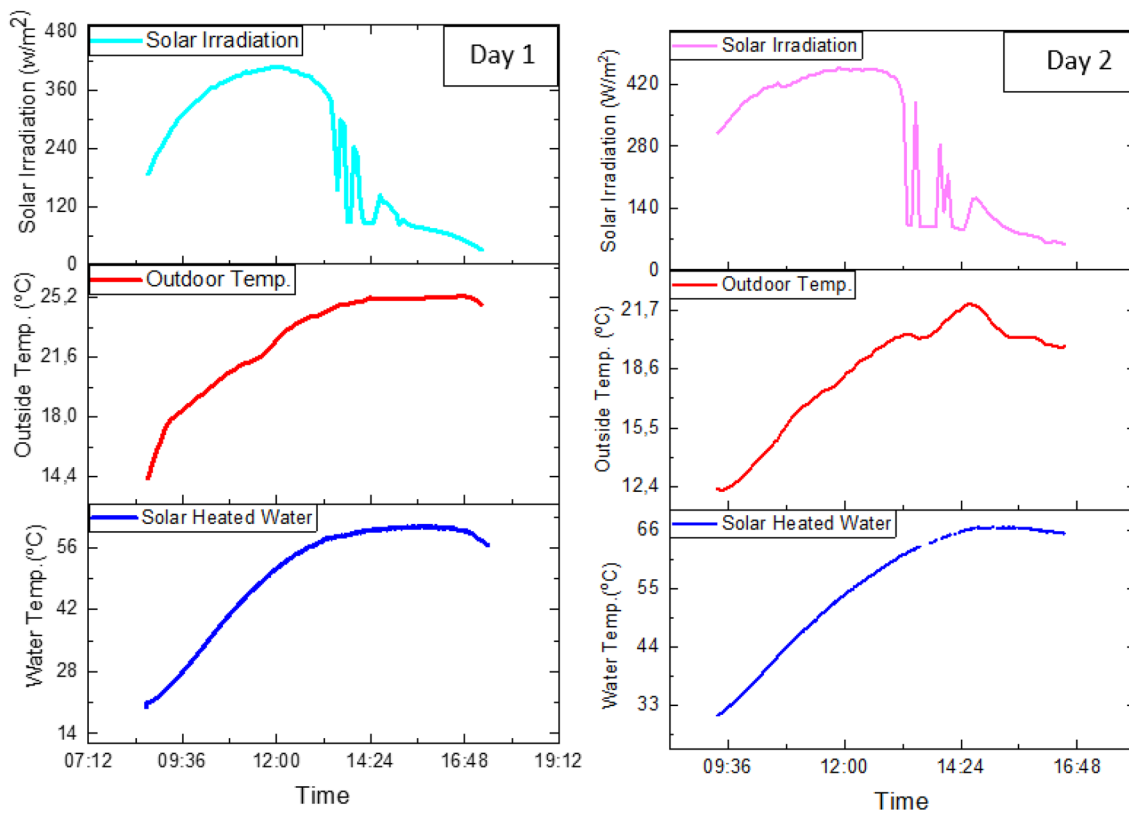 Solar Irradiation
Day 1
Solar Irradiation (w/m²)
480
360
240
120
0
Outdoor Temp.
Outside Temp. (ºC)
25,2
21,6
18,0
14,4
Solar Heated Water
Water Temp.(ºC)
56
42
28
14
07:12 09:36 12:00 14:24 16:48 19:12
Time
Solar Irradiation
Day 2
Solar Irradiation (W/m²)
420
280
140
0
Outdoor Temp.
Outside Temp. (ºC)
21,7
18,6
15,5
12,4
Solar Heated Water
Water Temp.(ºC)
66
55
44
33
09:36 12:00 14:24 16:48
Time